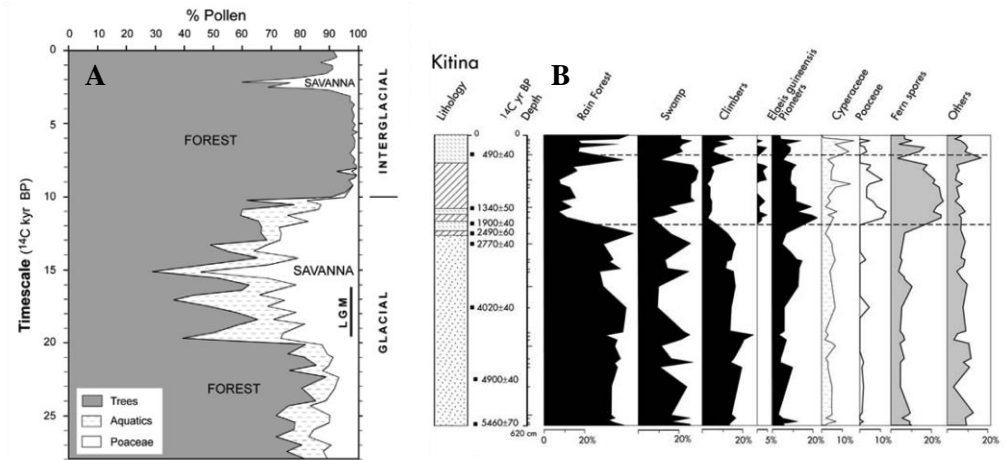 % Pollen
0 10 20 30 40 50 60 70 80 90 100
A
Timescale (¹⁴C kyr BP)
0
5
10
15
20
25
SAVANNA
FOREST
SAVANNA
FOREST
INTERGLACIAL
GLACIAL
LGM
Trees
Aquatics
Poaceae
B
Kitina
Lithology
14C yr BP
Depth
Rain Forest
Swamp
Climbers
Elaeis guineensis
Pioneers
Cyperaceae
Poaceae
Fern spores
Others
0
0
490±40
1340±50
1900±40
2490±60
2770±40
4020±40
4900±40
5460±70
620 cm
0 20% 20% 20% 5% 20% 10% 10% 20% 20%